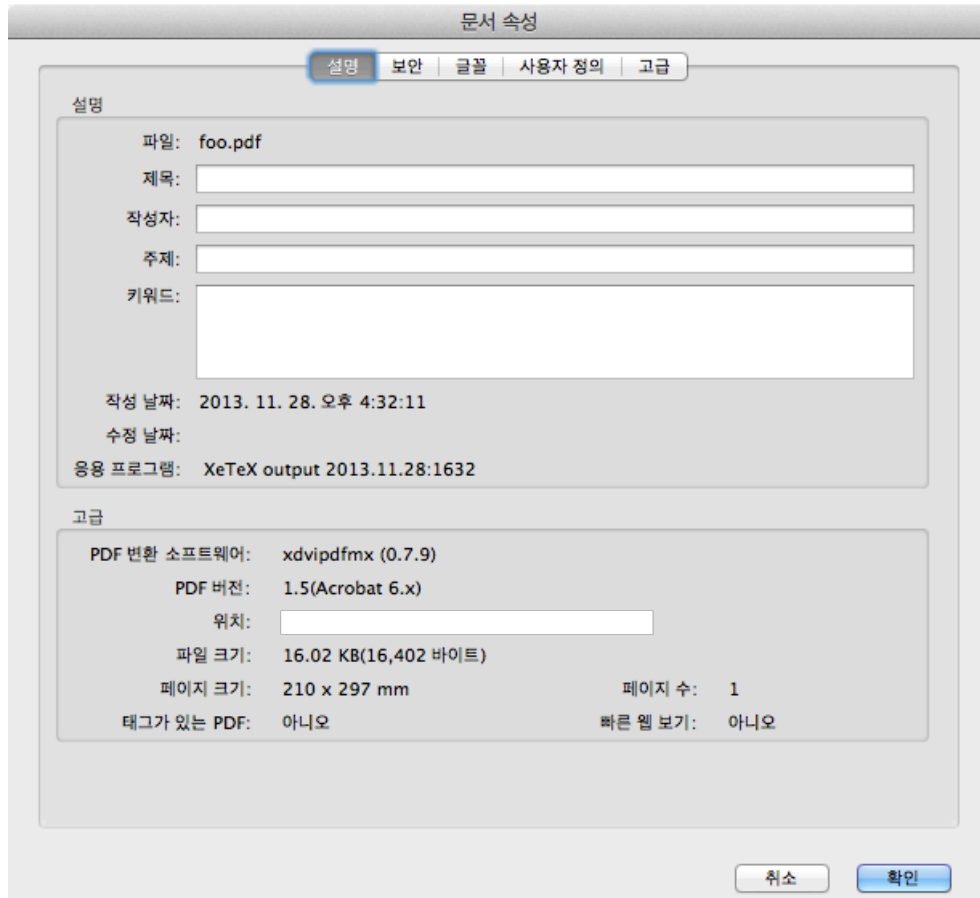 문서 속성
설명 보안 글꼴 사용자 정의 고급
설명
파일: foo.pdf
제목:
작성자:
주제:
키워드:
작성 날짜: 2013. 11. 28. 오후 4:32:11
수정 날짜:
응용 프로그램: XeTeX output 2013.11.28:1632
고급
PDF 변환 소프트웨어: xdvipdfmx (0.7.9)
PDF 버전: 1.5(Acrobat 6.x)
위치:
파일 크기: 16.02 KB(16,402 바이트)
페이지 크기: 210 x 297 mm 페이지 수: 1
태그가 있는 PDF: 아니오 빠른 웹 보기: 아니오
취소 확인